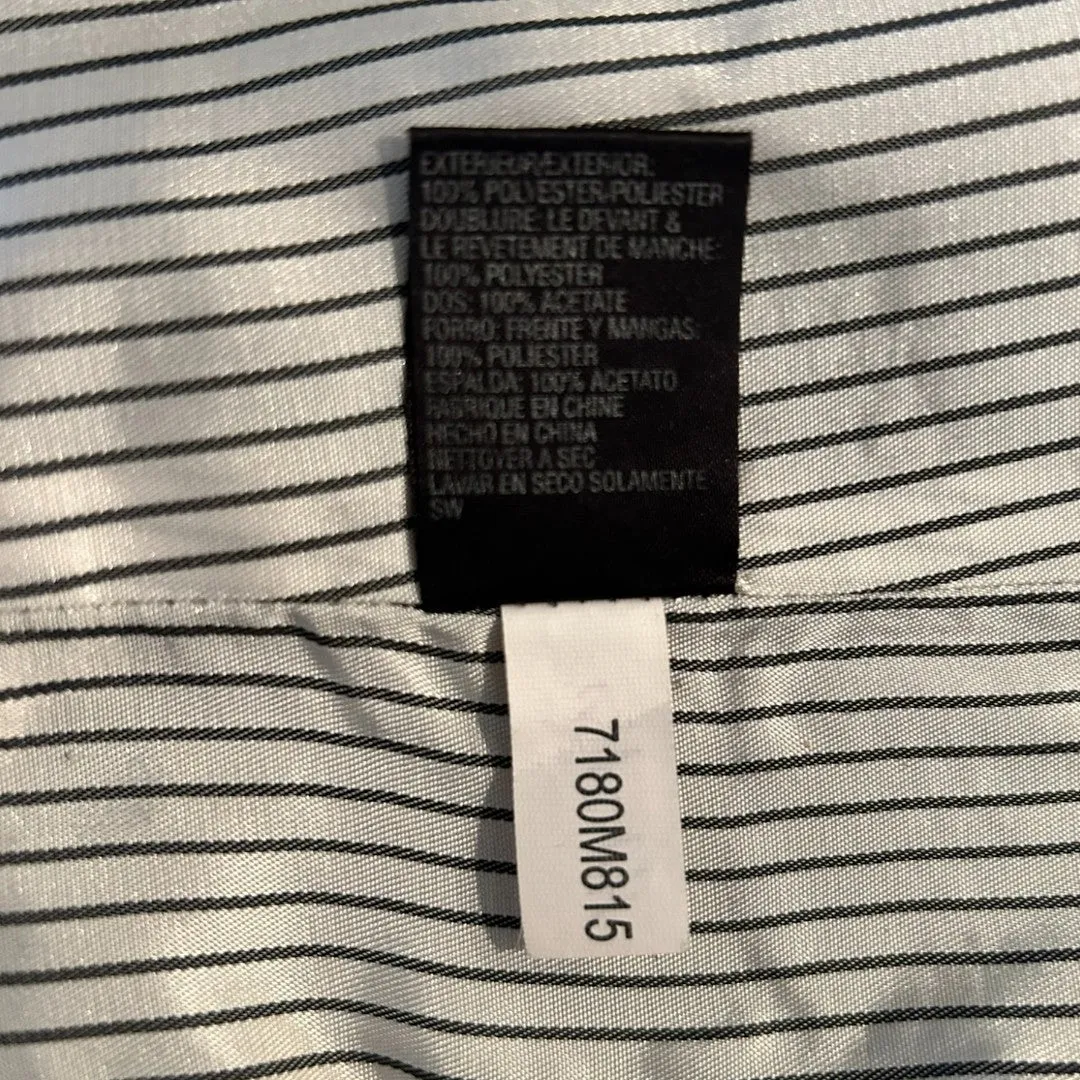 EXTERIEUR/EXTERIOR:
100% POLYESTER-POLIESTER
DOUBLURE: LE DEVANT &
LE REVETEMENT DE MANCHE:
100% POLYESTER
DOS: 100% ACETATE
FORRO: FRENTE Y MANGAS:
100% POLIESTER
ESPALDA: 100% ACETATO
FABRIQUE EN CHINE
HECHO EN CHINA
NETTOYER A SEC
LAVAR EN SECO SOLAMENTE
SW
7180M815